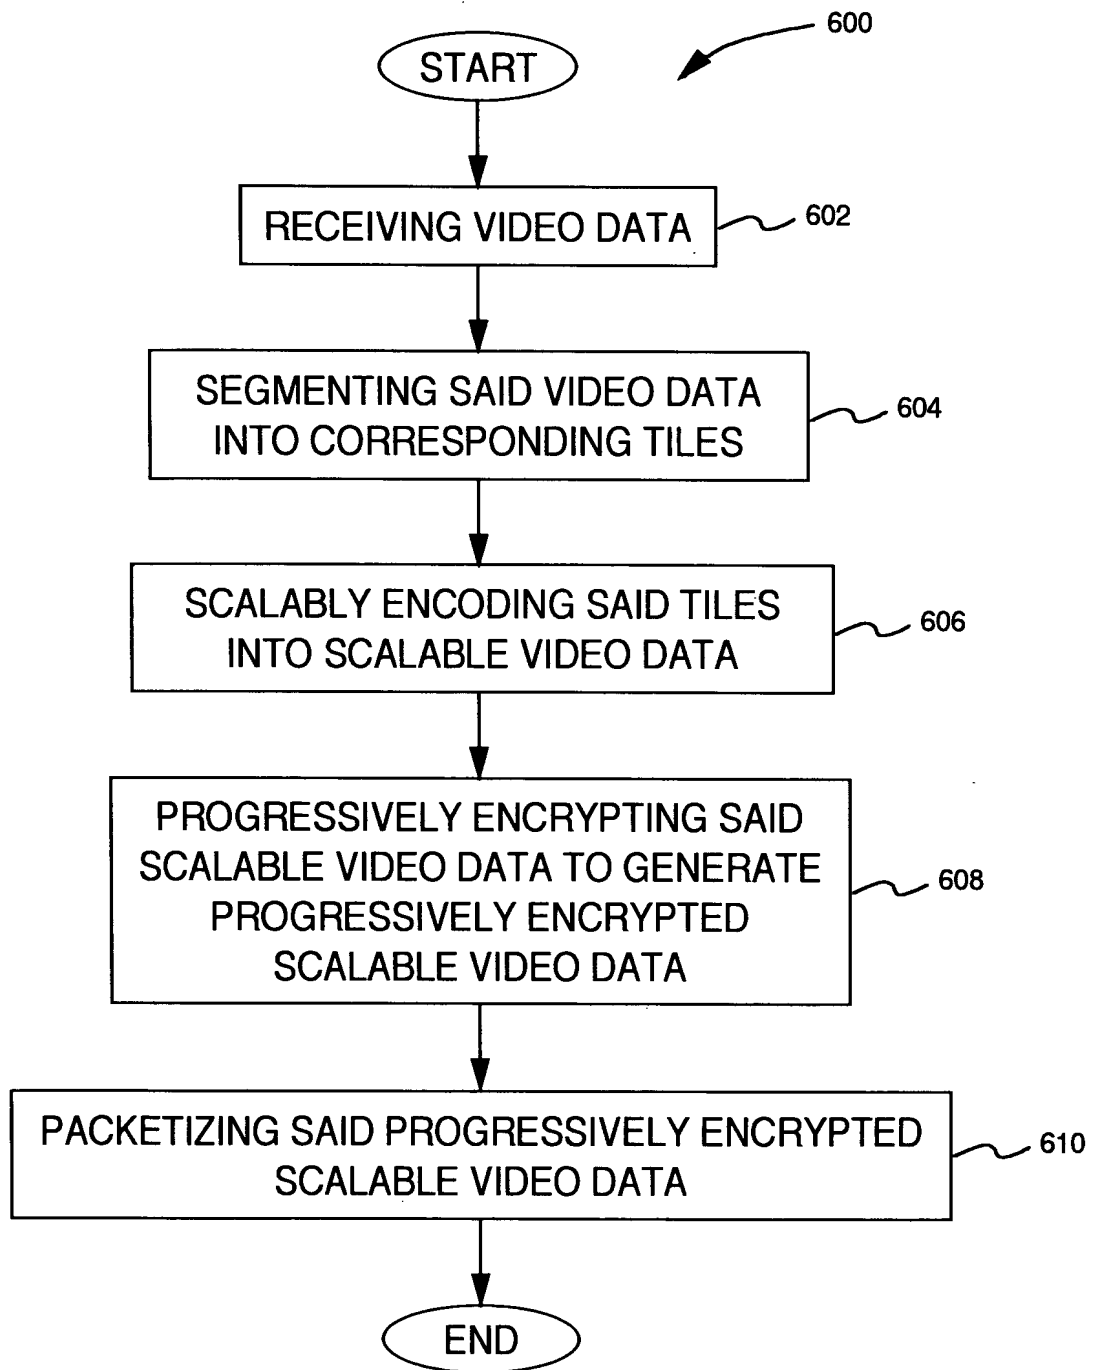 600
START
RECEIVING VIDEO DATA
602
SEGMENTING SAID VIDEO DATA
INTO CORRESPONDING TILES
604
SCALABLY ENCODING SAID TILES
INTO SCALABLE VIDEO DATA
606
PROGRESSIVELY ENCRYPTING SAID
SCALABLE VIDEO DATA TO GENERATE
PROGRESSIVELY ENCRYPTED
SCALABLE VIDEO DATA
608
PACKETIZING SAID PROGRESSIVELY ENCRYPTED
SCALABLE VIDEO DATA
610
END